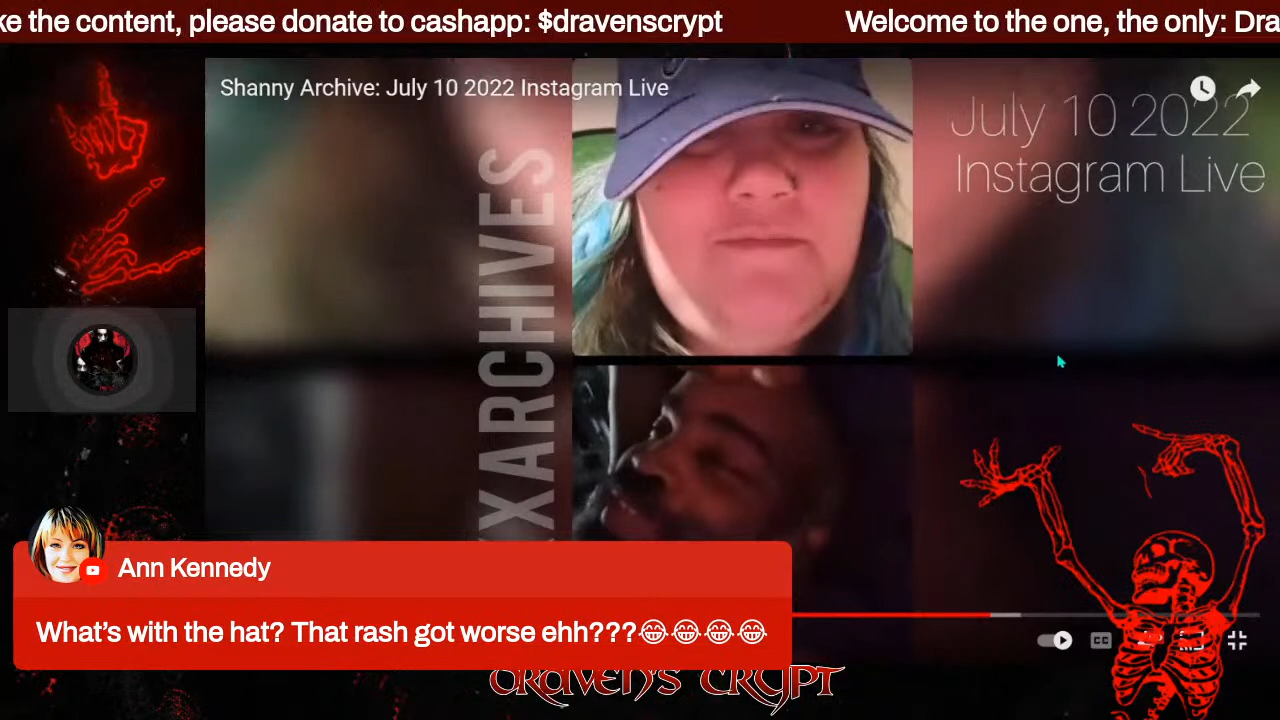 ke the content, please donate to cashapp: $dravenscrypt
Welcome to the one, the only: Dra
Shanny Archive: July 10 2022 Instagram Live
July 10 2022
Instagram Live
XARCHIVES
Ann Kennedy
What’s with the hat? That rash got worse ehh???😂😂😂😂
CC
DRAVEN'S CRYPT